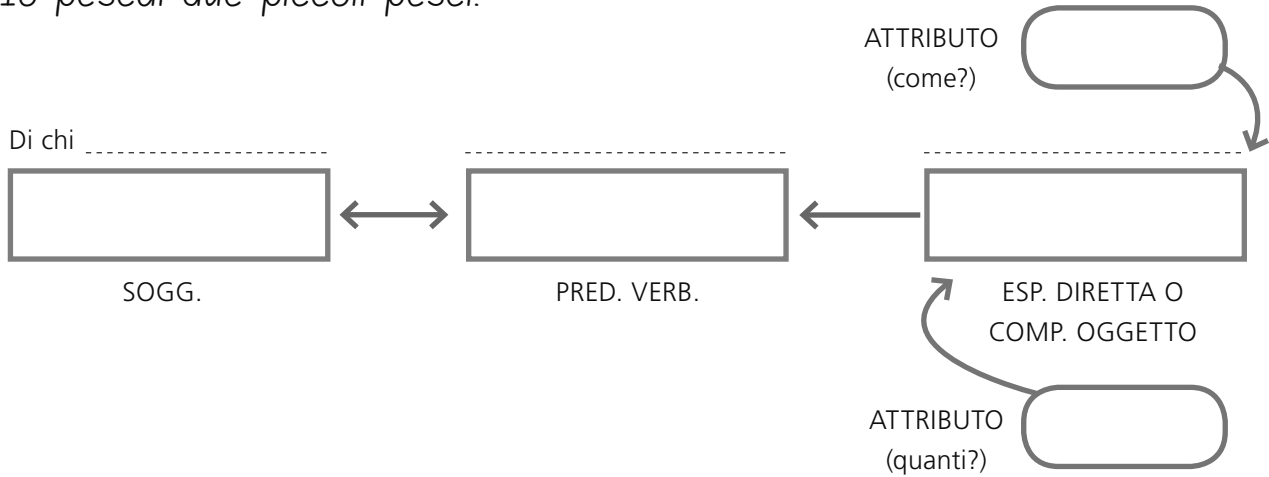 Io pescai due piccoli pesci.
ATTRIBUTO
(come?)
Di chi
SOGG.
PRED. VERB.
ESP. DIRETTA O
COMP. OGGETTO
ATTRIBUTO
(quanti?)